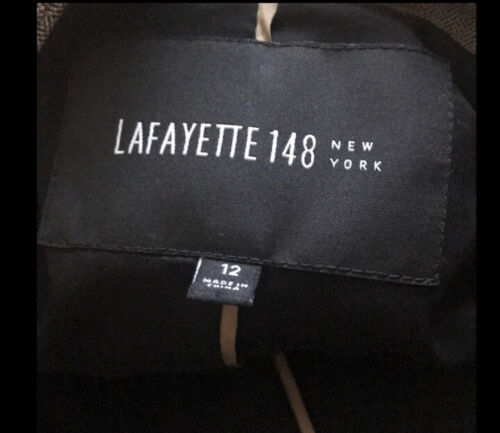 LAFAYETTE 148 NEW YORK
12
MADE IN
CHINA